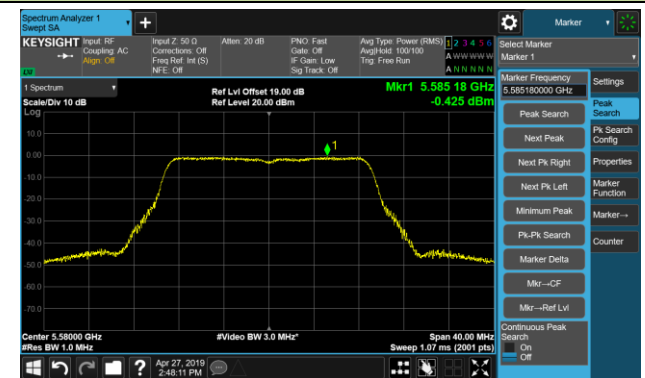 Spectrum Analyzer 1
Swept SA
Marker
KEYSIGHT
Input: RF
Coupling: AC
Align: Off
Input Z: 50 Ω
Corrections: Off
Freq Ref: Int (S)
NFE: Off
Atten: 20 dB
PNO: Fast
Gate: Off
IF Gain: Low
Sig Track: Off
Avg Type: Power (RMS)
Avg|Hold: 100/100
Trig: Free Run
1 2 3 4 5 6
A W W W W W
A N N N N N
Select Marker
Marker 1
1 Spectrum
Scale/Div 10 dB
Log
Ref Lvl Offset 19.00 dB
Ref Level 20.00 dBm
Mkr1 5.585 18 GHz
-0.425 dBm
10.0
0.00
-10.0
-20.0
-30.0
-40.0
-50.0
-60.0
-70.0
1
Center 5.58000 GHz
#Res BW 1.0 MHz
#Video BW 3.0 MHz*
Span 40.00 MHz
Sweep 1.07 ms (2001 pts)
Marker Frequency
5.585180000 GHz
Peak Search
Next Peak
Next Pk Right
Next Pk Left
Minimum Peak
Pk-Pk Search
Marker Delta
Mkr→CF
Mkr→Ref Lvl
Continuous Peak
Search
On
Off
Settings
Peak
Search
Pk Search
Config
Properties
Marker
Function
Marker→
Counter
Apr 27, 2019
2:48:11 PM